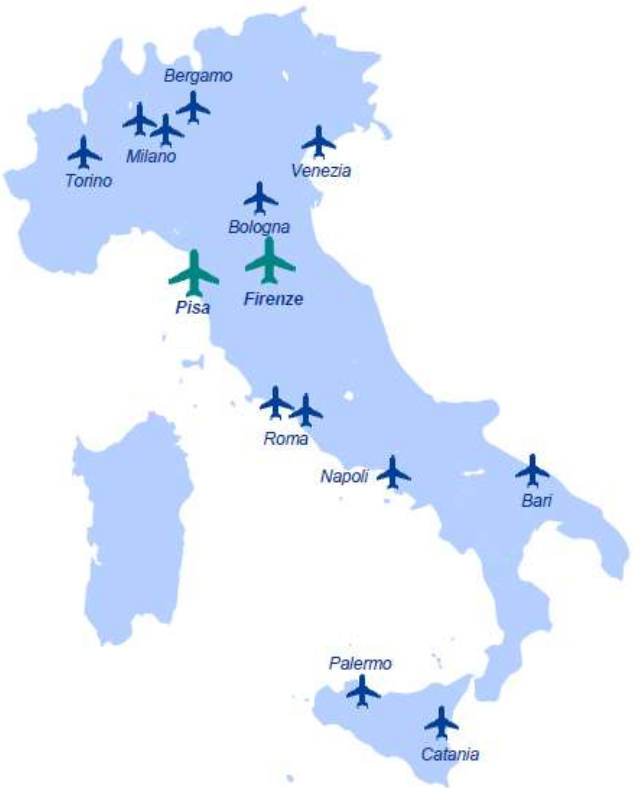 Bergamo
Milano
Torino
Venezia
Bologna
Pisa
Firenze
Roma
Napoli
Bari
Palermo
Catania